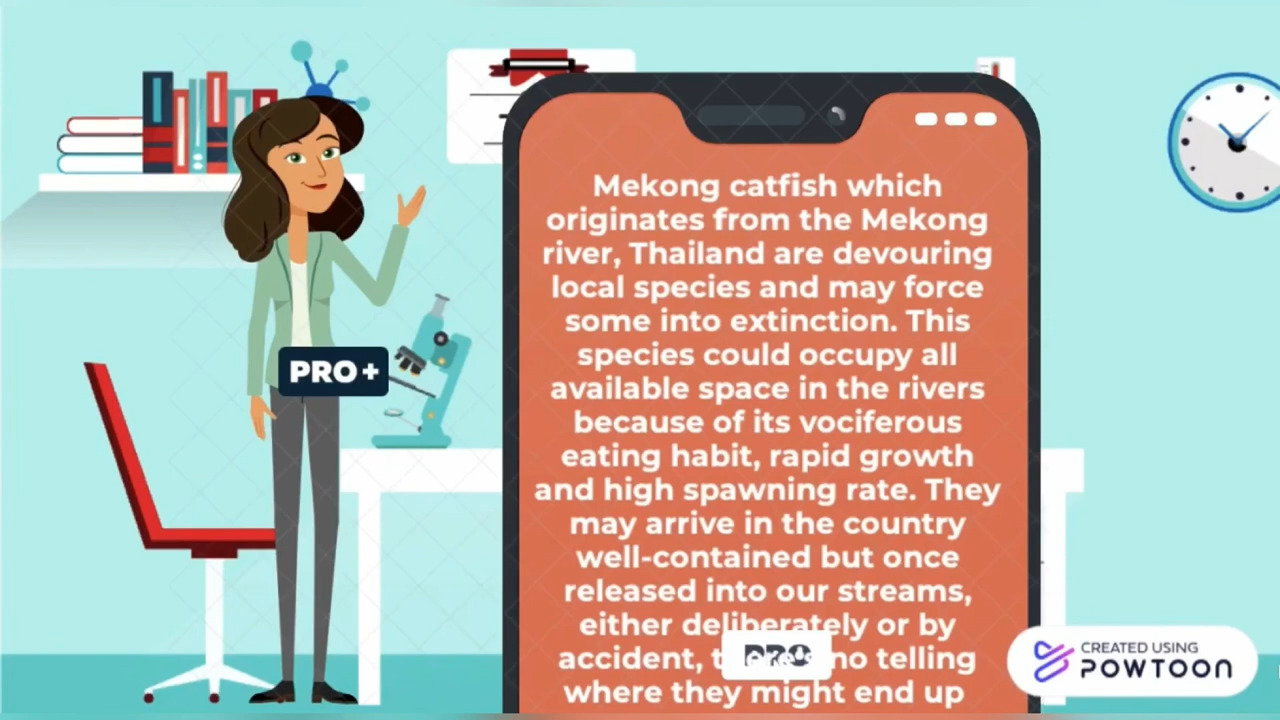 Mekong catfish which
originates from the Mekong
river, Thailand are devouring
local species and may force
some into extinction. This
species could occupy all
available space in the rivers
because of its vociferous
eating habit, rapid growth
and high spawning rate. They
may arrive in the country
well-contained but once
released into our streams,
either deliberately or by
accident, there's no telling
where they might end up
PRO+
PRO+
CREATED USING
POWTOON